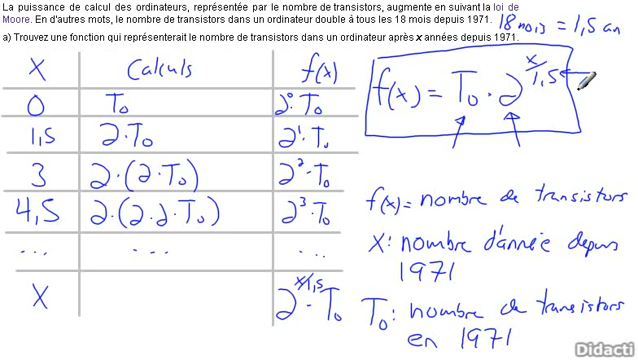 La puissance de calcul des ordinateurs, représentée par le nombre de transistors, augmente en suivant la loi de
Moore. En d'autres mots, le nombre de transistors dans un ordinateur double à tous les 18 mois depuis 1971.
18 mois = 1,5 an
a) Trouvez une fonction qui représenterait le nombre de transistors dans un ordinateur après x années depuis 1971.
X Calculs f(x)
0 T₀ 2⁰·T₀
1,5 2·T₀ 2¹·T₀
3 2·(2·T₀) 2²·T₀
4,5 2·(2·2·T₀) 2³·T₀
... ... ...
X 2^(x/1,5)·T₀
f(x) = T₀·2^(x/1,5)
f(x)= nombre de transistors
X: nombre d'année depuis
1971
T₀: nombre de transistors
en 1971
Didacti